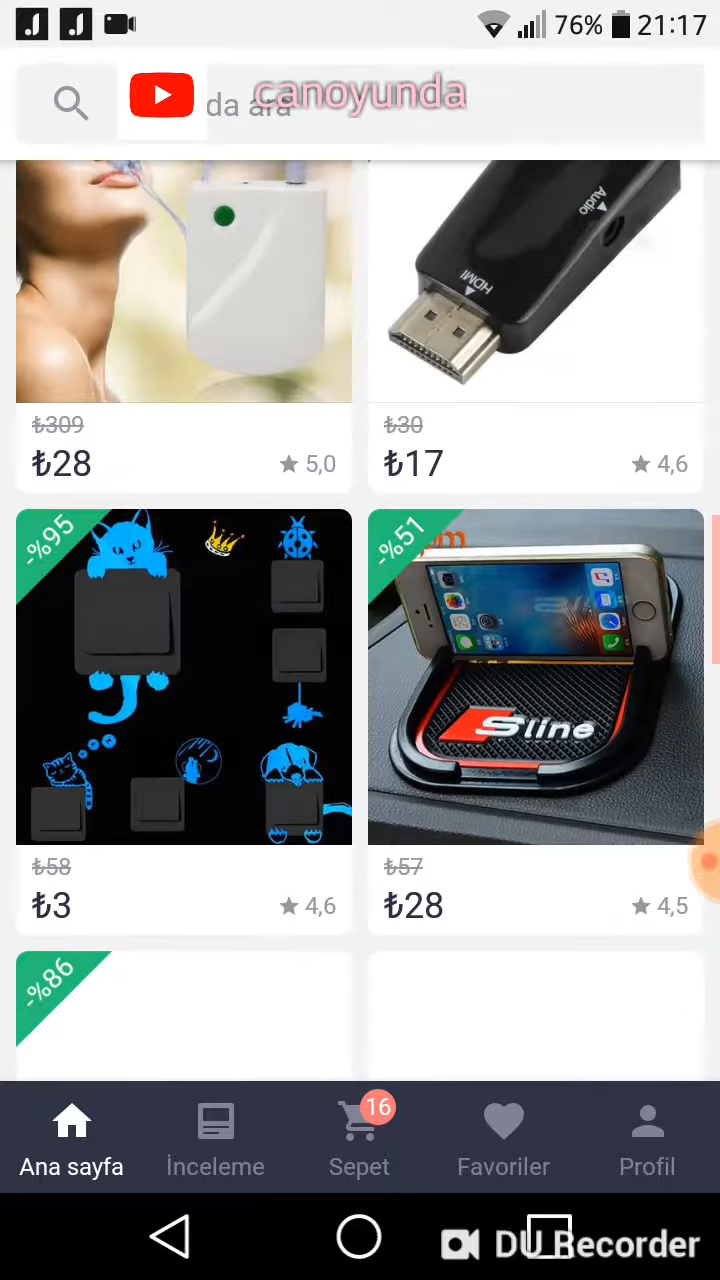 76% 21:17
da ara
canoyunda
Audio
HDMI
₺309
₺28 5,0
₺30
₺17 4,6
-%95
-%51
Sline
₺58
₺3 4,6
₺57
₺28 4,5
-%86
16
Ana sayfa İnceleme Sepet Favoriler Profil
DU Recorder